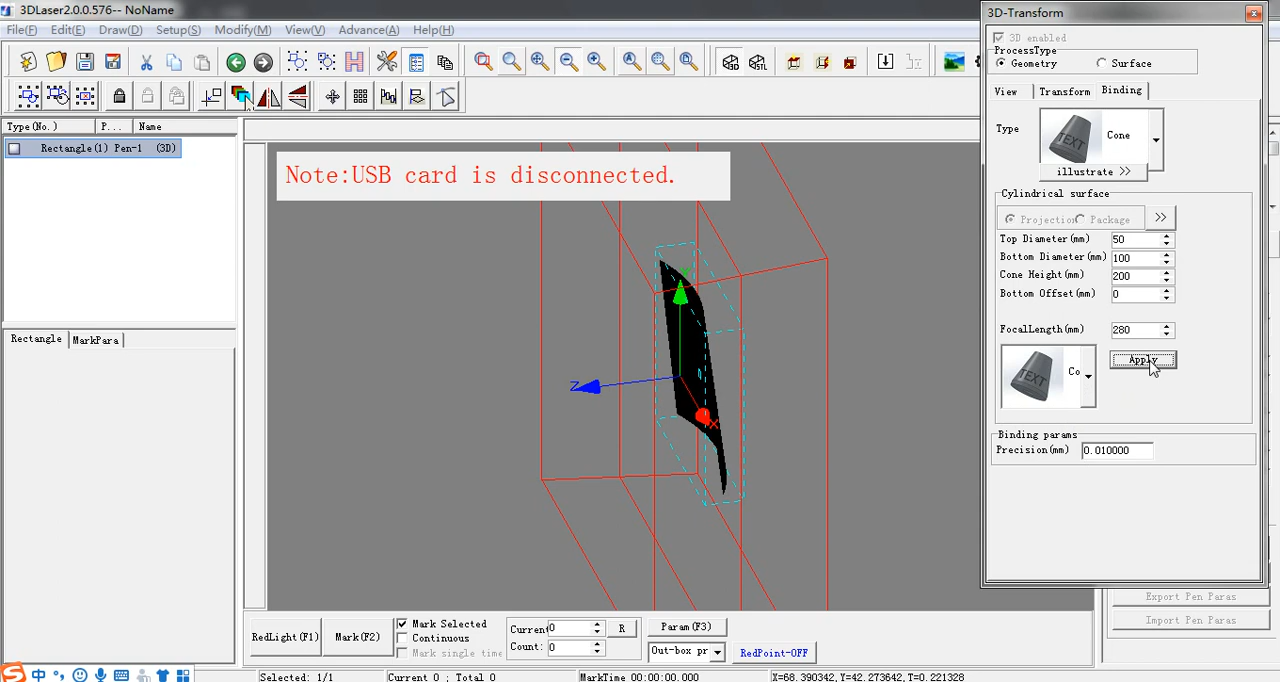 3DLaser2.0.0.576-- NoName
File(F) Edit(E) Draw(D) Setup(S) Modify(M) View(V) Advance(A) Help(H)
Type(No.) P... Name
Rectangle(1) Pen-1 (3D)
Rectangle MarkPara
Note:USB card is disconnected.
Z
X
3D-Transform
3D enabled
ProcessType
Geometry Surface
View Transform Binding
Type TEXT Cone
illustrate >>
Cylindrical surface
Projection Package >>
Top Diameter(mm) 50
Bottom Diameter(mm) 100
Cone Height(mm) 200
Bottom Offset(mm) 0
FocalLength(mm) 280
TEXT Co Apply
Binding params
Precision(mm) 0.010000
Export Pen Paras
Import Pen Paras
RedLight(F1) Mark(F2)
Mark Selected
Continuous
Mark single time
Current 0 R
Count: 0
Param(F3)
Out-box pr RedPoint-OFF
中
Selected: 1/1 Current 0 : Total 0 MarkTime 00:00:00.000 X=68.390342, Y=42.273642, T=0.221328